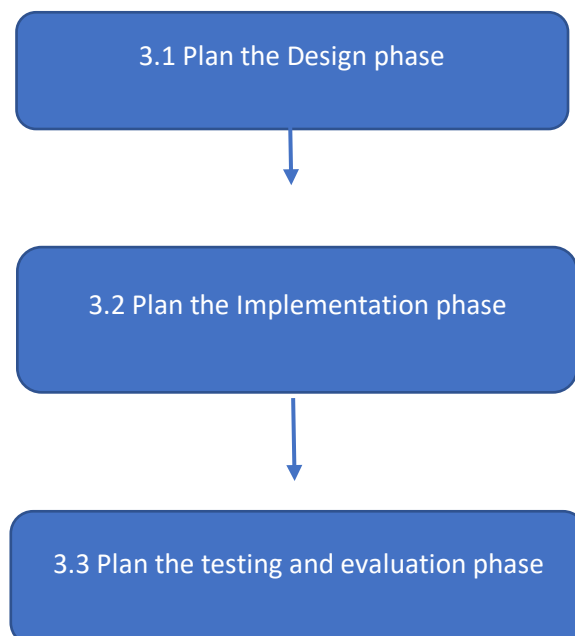 3.1 Plan the Design phase
3.2 Plan the Implementation phase
3.3 Plan the testing and evaluation phase